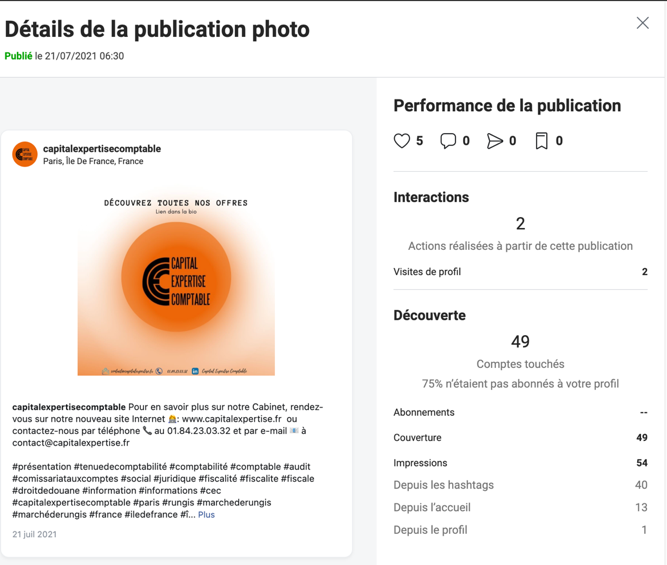 Détails de la publication photo
Publié le 21/07/2021 06:30
capitalexpertisecomptable
Paris, Île De France, France
DÉCOUVREZ TOUTES NOS OFFRES
Lien dans la bio
CAPITAL
EXPERTISE
COMPTABLE
Capital Expertise Comptable
capitalexpertisecomptable Pour en savoir plus sur notre Cabinet, rendez-
vous sur notre nouveau site Internet 🙋: www.capitalexpertise.fr ou
contactez-nous par téléphone 📞 au 01.84.23.03.32 et par e-mail 📧 à
contact@capitalexpertise.fr
#présentation #tenuedecomptabilité #comptabilité #comptable #audit
#comissariatauxcomptes #social #juridique #fiscalité #fiscalite #fiscale
#droitdedouane #information #informations #cec
#capitalexpertisecomptable #paris #rungis #marchederungis
#marchéderungis #france #iledefrance #î... Plus
21 juil 2021
Performance de la publication
5 0 0 0
Interactions
2
Actions réalisées à partir de cette publication
Visites de profil 2
Découverte
49
Comptes touchés
75% n’étaient pas abonnés à votre profil
Abonnements --
Couverture 49
Impressions 54
Depuis les hashtags 40
Depuis l’accueil 13
Depuis le profil 1